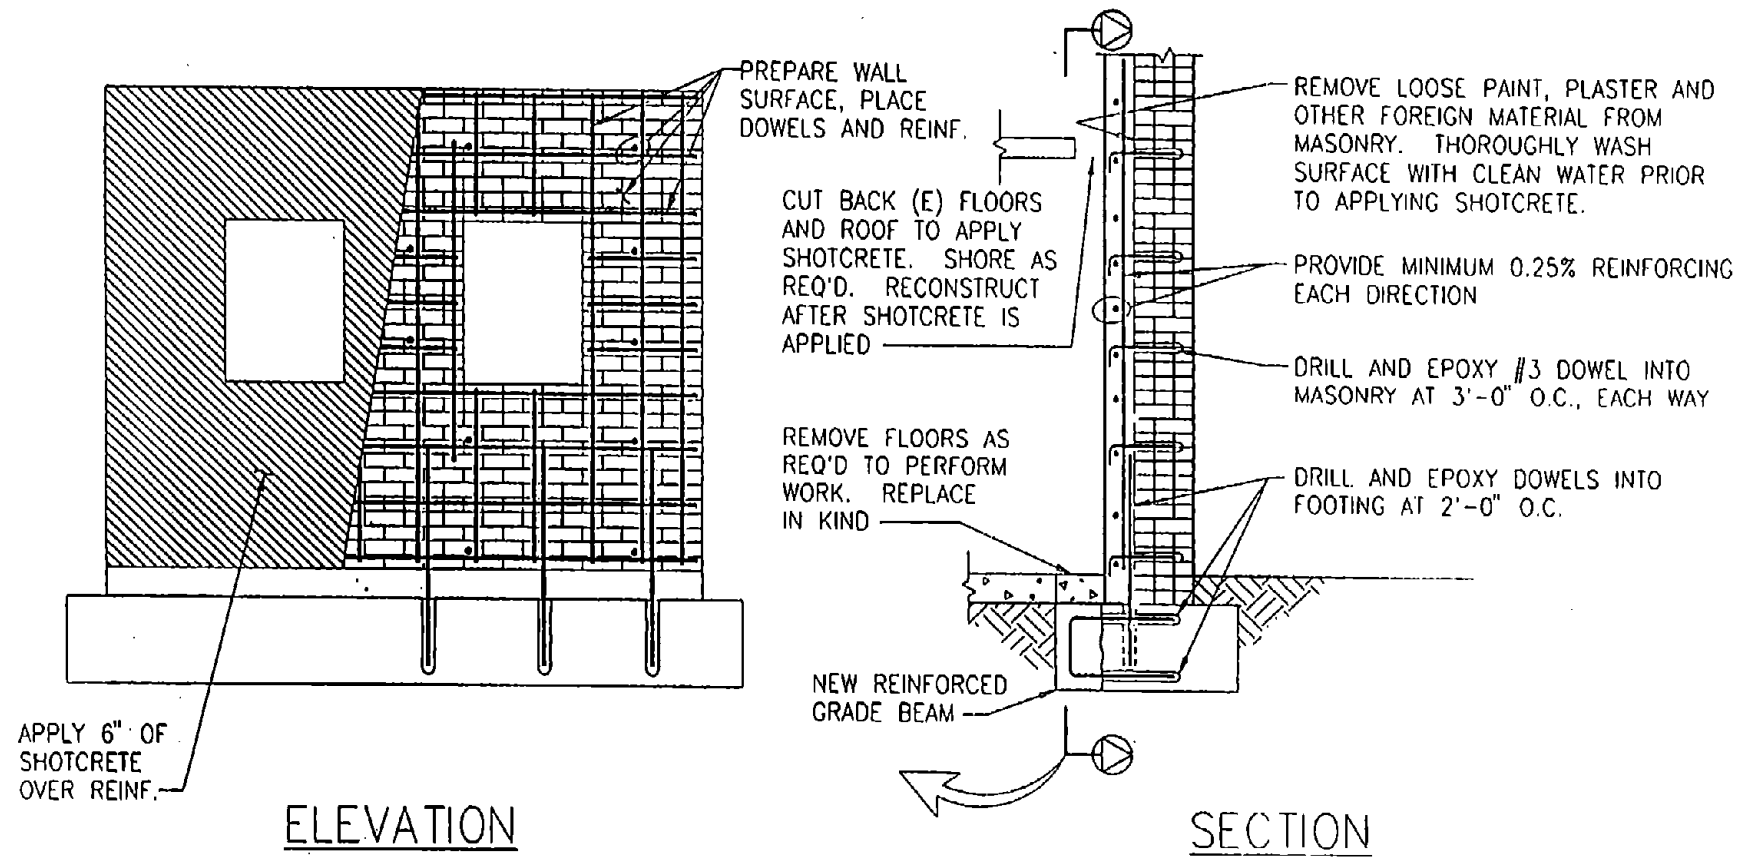 PREPARE WALL
SURFACE, PLACE
DOWELS AND REINF.
APPLY 6" OF
SHOTCRETE
OVER REINF.
ELEVATION
CUT BACK (E) FLOORS
AND ROOF TO APPLY
SHOTCRETE. SHORE AS
REQ'D. RECONSTRUCT
AFTER SHOTCRETE IS
APPLIED
REMOVE FLOORS AS
REQ'D TO PERFORM
WORK. REPLACE
IN KIND
NEW REINFORCED
GRADE BEAM
REMOVE LOOSE PAINT, PLASTER AND
OTHER FOREIGN MATERIAL FROM
MASONRY. THOROUGHLY WASH
SURFACE WITH CLEAN WATER PRIOR
TO APPLYING SHOTCRETE.
PROVIDE MINIMUM 0.25% REINFORCING
EACH DIRECTION
DRILL AND EPOXY #3 DOWEL INTO
MASONRY AT 3'-0" O.C., EACH WAY
DRILL AND EPOXY DOWELS INTO
FOOTING AT 2'-0" O.C.
SECTION